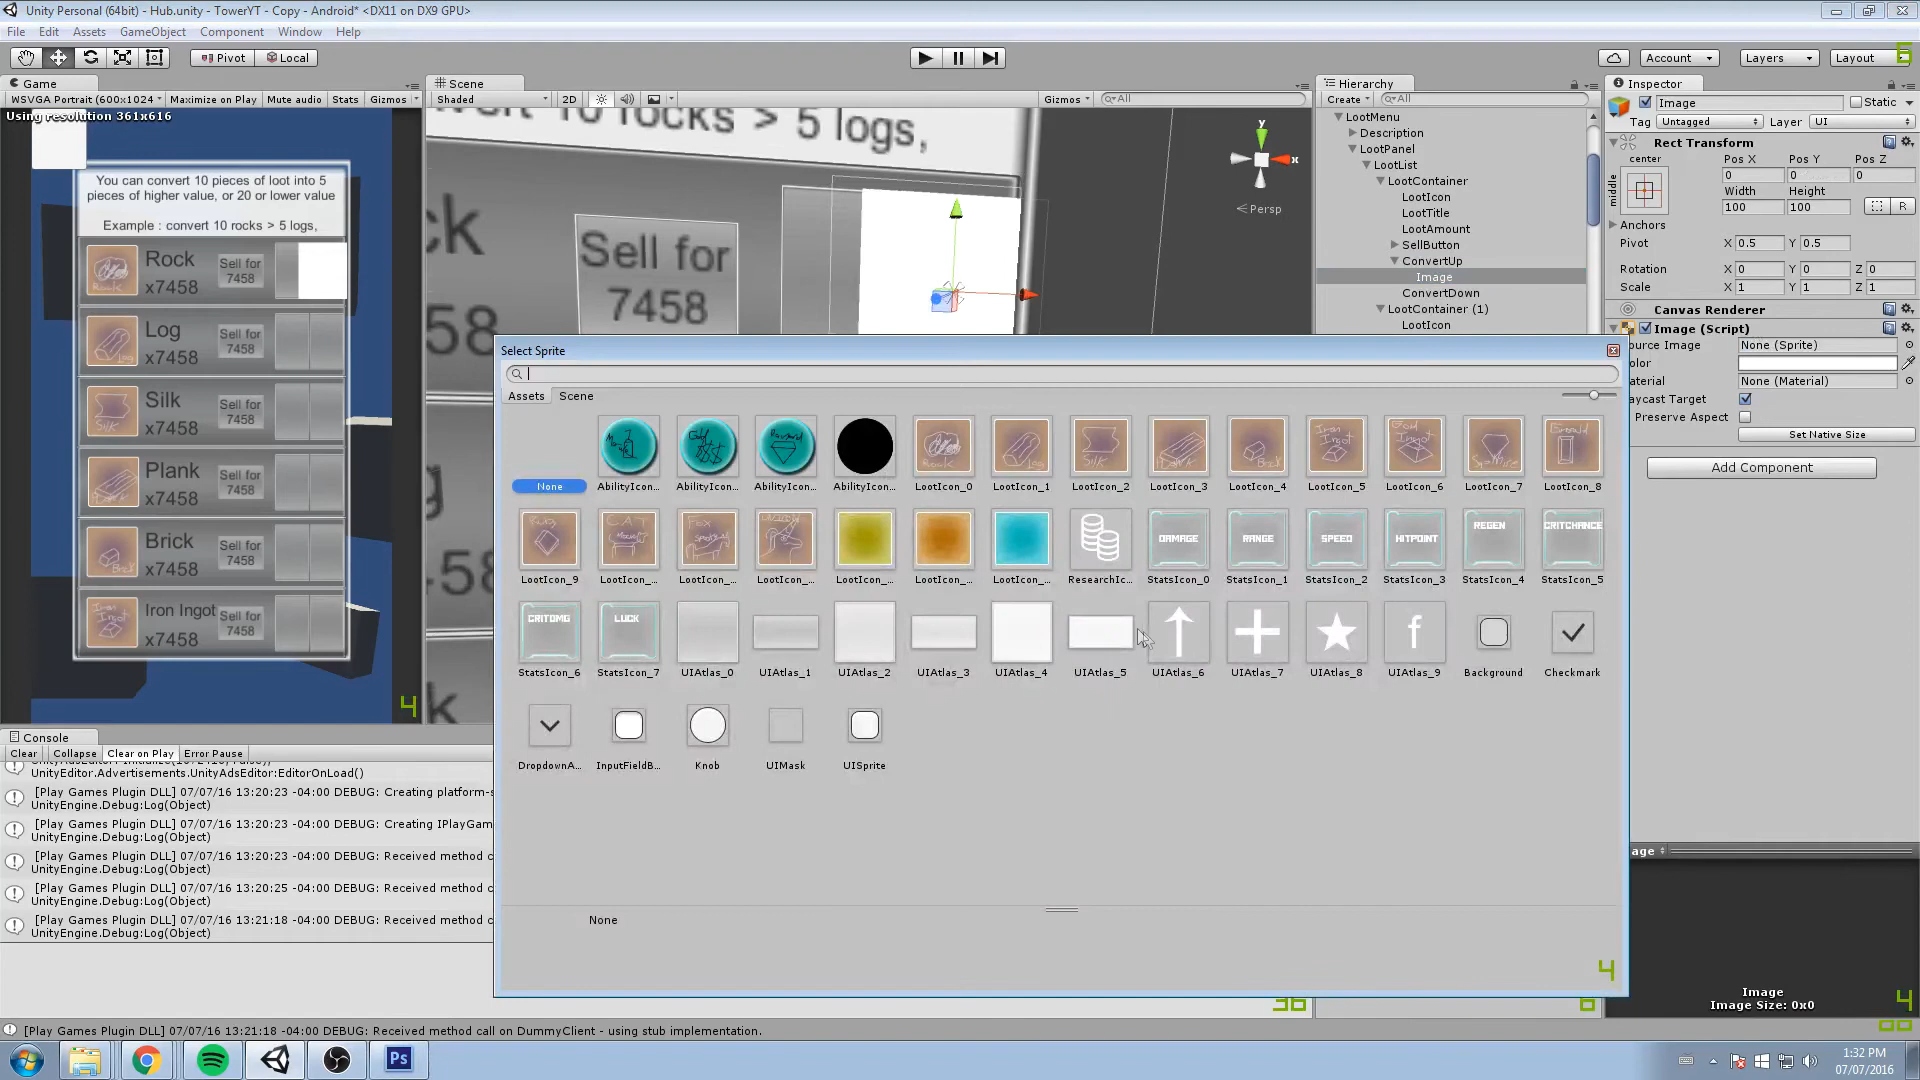 Unity Personal (64bit) - Hub.unity - TowerYT - Copy - Android* <DX11 on DX9 GPU>
File Edit Assets GameObject Component Window Help
Pivot Local Account Layers Layout
Game
WSVGA Portrait (600x1024 Maximize on Play Mute audio Stats Gizmos
Using resolution 361x616
You can convert 10 pieces of loot into 5
pieces of higher value, or 20 or lower value
Example : convert 10 rocks > 5 logs,
Rock
x7458
Sell for
7458
Log
x7458
Sell for
7458
Silk
x7458
Sell for
7458
Plank
x7458
Sell for
7458
Brick
x7458
Sell for
7458
Iron Ingot
x7458
Sell for
7458
4
Scene
Shaded 2D Gizmos All
10 rocks > 5 logs,
Sell for
7458
y
x
Persp
Hierarchy
Create All
LootMenu
Description
LootPanel
LootList
LootContainer
LootIcon
LootTitle
LootAmount
SellButton
ConvertUp
Image
ConvertDown
LootContainer (1)
LootIcon
Inspector
Image Static
Tag Untagged Layer UI
Rect Transform
center Pos X Pos Y Pos Z
middle 0 0 0
Width Height
100 100 R
Anchors
Pivot X 0.5 Y 0.5
Rotation X 0 Y 0 Z 0
Scale X 1 Y 1 Z 1
Canvas Renderer
Image (Script)
ource Image None (Sprite)
olor
aterial None (Material)
aycast Target
Preserve Aspect
Set Native Size
Add Component
age
Image
Image Size: 0x0
4
Select Sprite
Assets Scene
None AbilityIcon... AbilityIcon... AbilityIcon... AbilityIcon... LootIcon_0 LootIcon_1 LootIcon_2 LootIcon_3 LootIcon_4 LootIcon_5 LootIcon_6 LootIcon_7 LootIcon_8
DAMAGE RANGE SPEED HITPOINT REGEN CRITCHANCE
LootIcon_9 LootIcon_... LootIcon_... LootIcon_... LootIcon_... LootIcon_... LootIcon_... ResearchIc... StatsIcon_0 StatsIcon_1 StatsIcon_2 StatsIcon_3 StatsIcon_4 StatsIcon_5
CRITDMG LUCK f
StatsIcon_6 StatsIcon_7 UIAtlas_0 UIAtlas_1 UIAtlas_2 UIAtlas_3 UIAtlas_4 UIAtlas_5 UIAtlas_6 UIAtlas_7 UIAtlas_8 UIAtlas_9 Background Checkmark
DropdownA... InputFieldB... Knob UIMask UISprite
None
4
36
6
Console
Clear Collapse Clear on Play Error Pause
UnityEditor.Advertisements.UnityAdsEditor:EditorOnLoad()
[Play Games Plugin DLL] 07/07/16 13:20:23 -04:00 DEBUG: Creating platform-s
UnityEngine.Debug:Log(Object)
[Play Games Plugin DLL] 07/07/16 13:20:23 -04:00 DEBUG: Creating IPlayGam
UnityEngine.Debug:Log(Object)
[Play Games Plugin DLL] 07/07/16 13:20:23 -04:00 DEBUG: Received method c
UnityEngine.Debug:Log(Object)
[Play Games Plugin DLL] 07/07/16 13:20:25 -04:00 DEBUG: Received method c
UnityEngine.Debug:Log(Object)
[Play Games Plugin DLL] 07/07/16 13:21:18 -04:00 DEBUG: Received method c
UnityEngine.Debug:Log(Object)
[Play Games Plugin DLL] 07/07/16 13:21:18 -04:00 DEBUG: Received method call on DummyClient - using stub implementation.
Ps
1:32 PM
07/07/2016